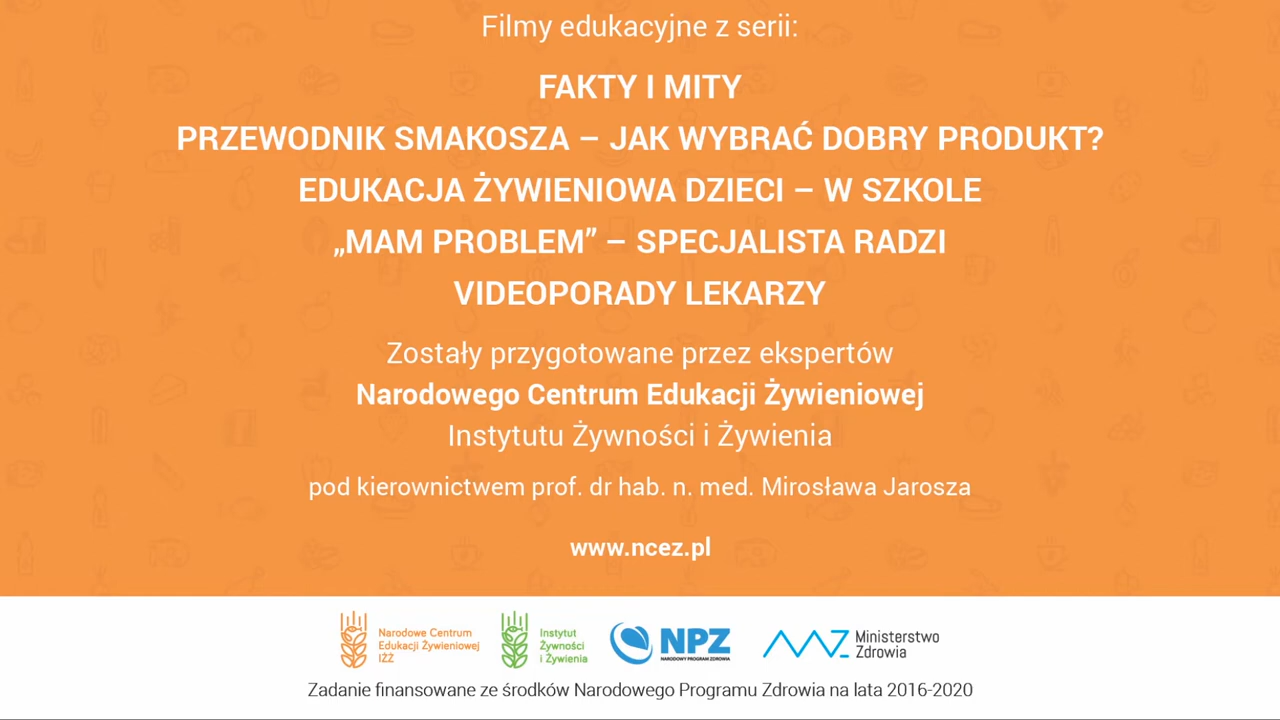 Filmy edukacyjne z serii:
FAKTY I MITY
PRZEWODNIK SMAKOSZA – JAK WYBRAĆ DOBRY PRODUKT?
EDUKACJA ŻYWIENIOWA DZIECI – W SZKOLE
„MAM PROBLEM” – SPECJALISTA RADZI
VIDEOPORADY LEKARZY
Zostały przygotowane przez ekspertów
Narodowego Centrum Edukacji Żywieniowej
Instytutu Żywności i Żywienia
pod kierownictwem prof. dr hab. n. med. Mirosława Jarosza
www.ncez.pl
Narodowe Centrum
Edukacji Żywieniowej
IŻŻ
Instytut
Żywności
i Żywienia
NPZ
NARODOWY PROGRAM ZDROWIA
Ministerstwo
Zdrowia
Zadanie finansowane ze środków Narodowego Programu Zdrowia na lata 2016-2020